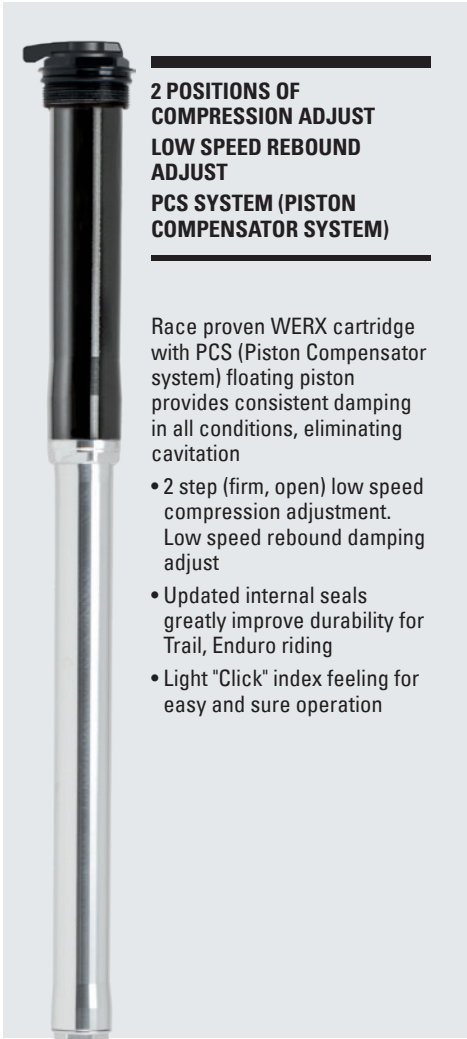 2 POSITIONS OF
COMPRESSION ADJUST
LOW SPEED REBOUND
ADJUST
PCS SYSTEM (PISTON
COMPENSATOR SYSTEM)
Race proven WERX cartridge
with PCS (Piston Compensator
system) floating piston
provides consistent damping
in all conditions, eliminating
cavitation
• 2 step (firm, open) low speed
compression adjustment.
Low speed rebound damping
adjust
• Updated internal seals
greatly improve durability for
Trail, Enduro riding
• Light "Click" index feeling for
easy and sure operation